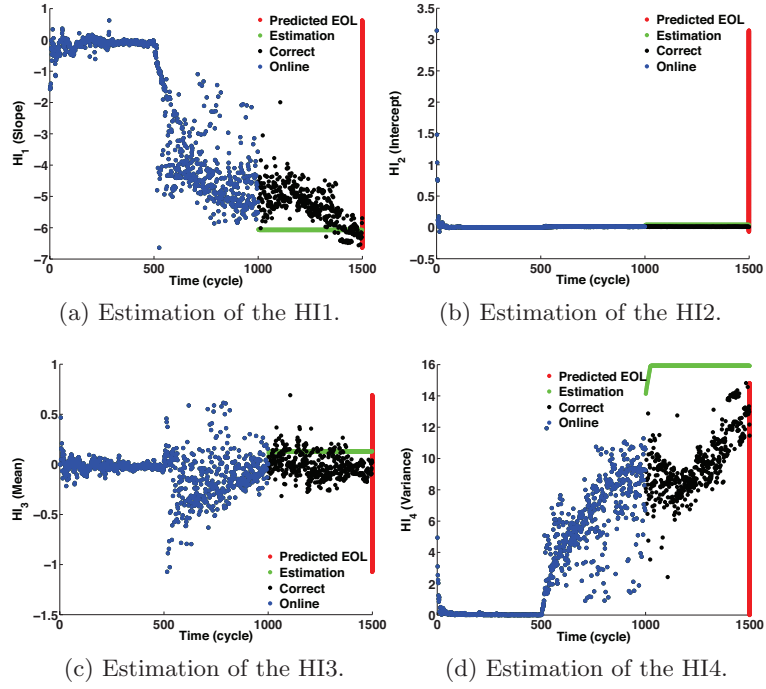 Predicted EOL
Estimation
Correct
Online
1
0
−1
−2
−3
−4
−5
−6
−7
HI1 (Slope)
0
500
1000
1500
Time (cycle)
(a) Estimation of the HI1.
Predicted EOL
Estimation
Correct
Online
3.5
3
2.5
2
1.5
1
0.5
0
−0.5
HI2 (Intercept)
0
500
1000
1500
Time (cycle)
(b) Estimation of the HI2.
1
0.5
0
−0.5
−1
−1.5
HI3 (Mean)
Predicted EOL
Estimation
Correct
Online
0
500
1000
1500
Time (cycle)
(c) Estimation of the HI3.
16
14
12
10
8
6
4
2
0
HI4 (Variance)
Predicted EOL
Estimation
Correct
Online
0
500
1000
1500
Time (cycle)
(d) Estimation of the HI4.